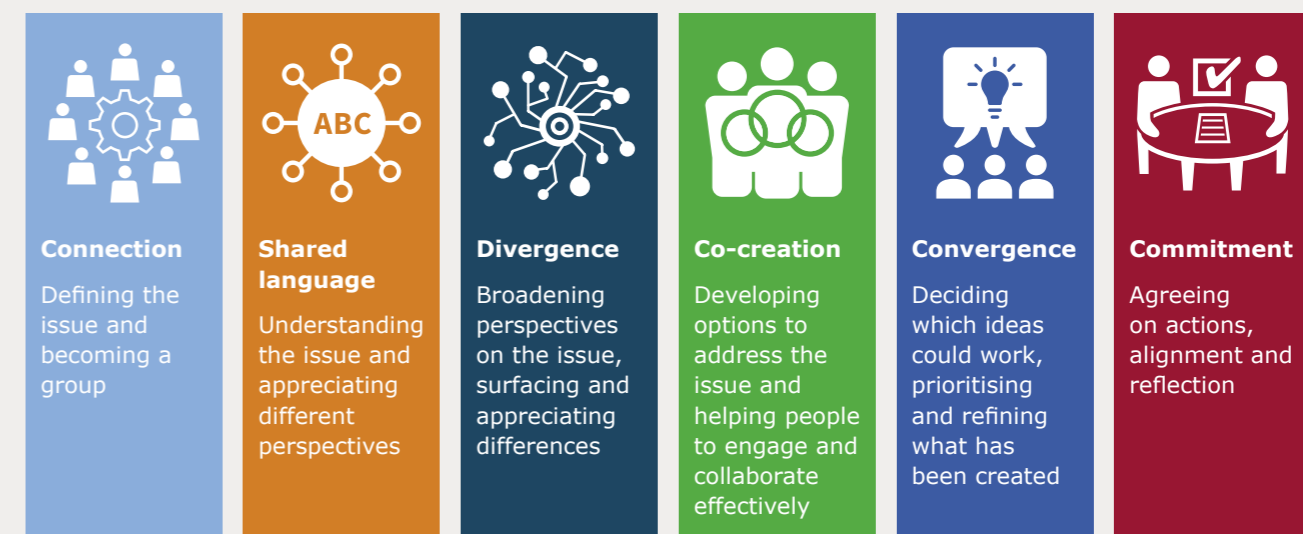 ABC
Connection
Defining the
issue and
becoming a
group
Shared
language
Understanding
the issue and
appreciating
different
perspectives
Divergence
Broadening
perspectives
on the issue,
surfacing and
appreciating
differences
Co-creation
Developing
options to
address the
issue and
helping people
to engage and
collaborate
effectively
Convergence
Deciding
which ideas
could work,
prioritising
and refining
what has
been created
Commitment
Agreeing
on actions,
alignment and
reflection